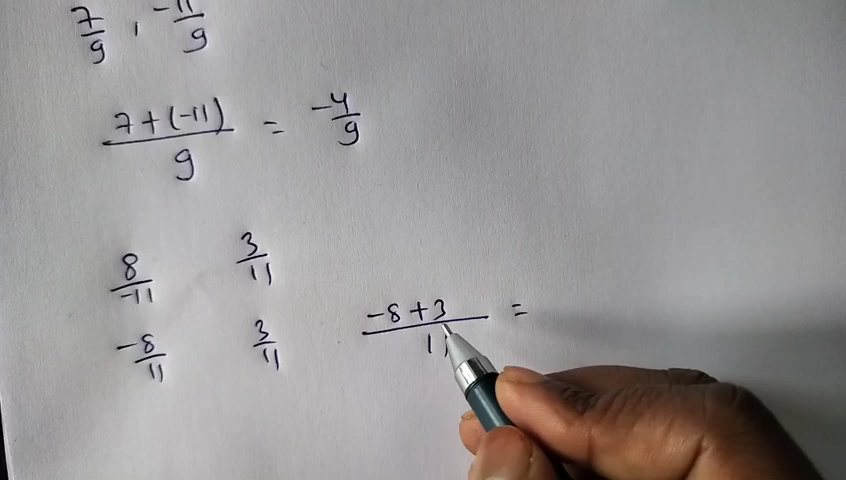 7/9 , -11/9
7+(-11)/9 = -4/9
8/-11 3/11
-8/11 3/11 -8+3/11 =